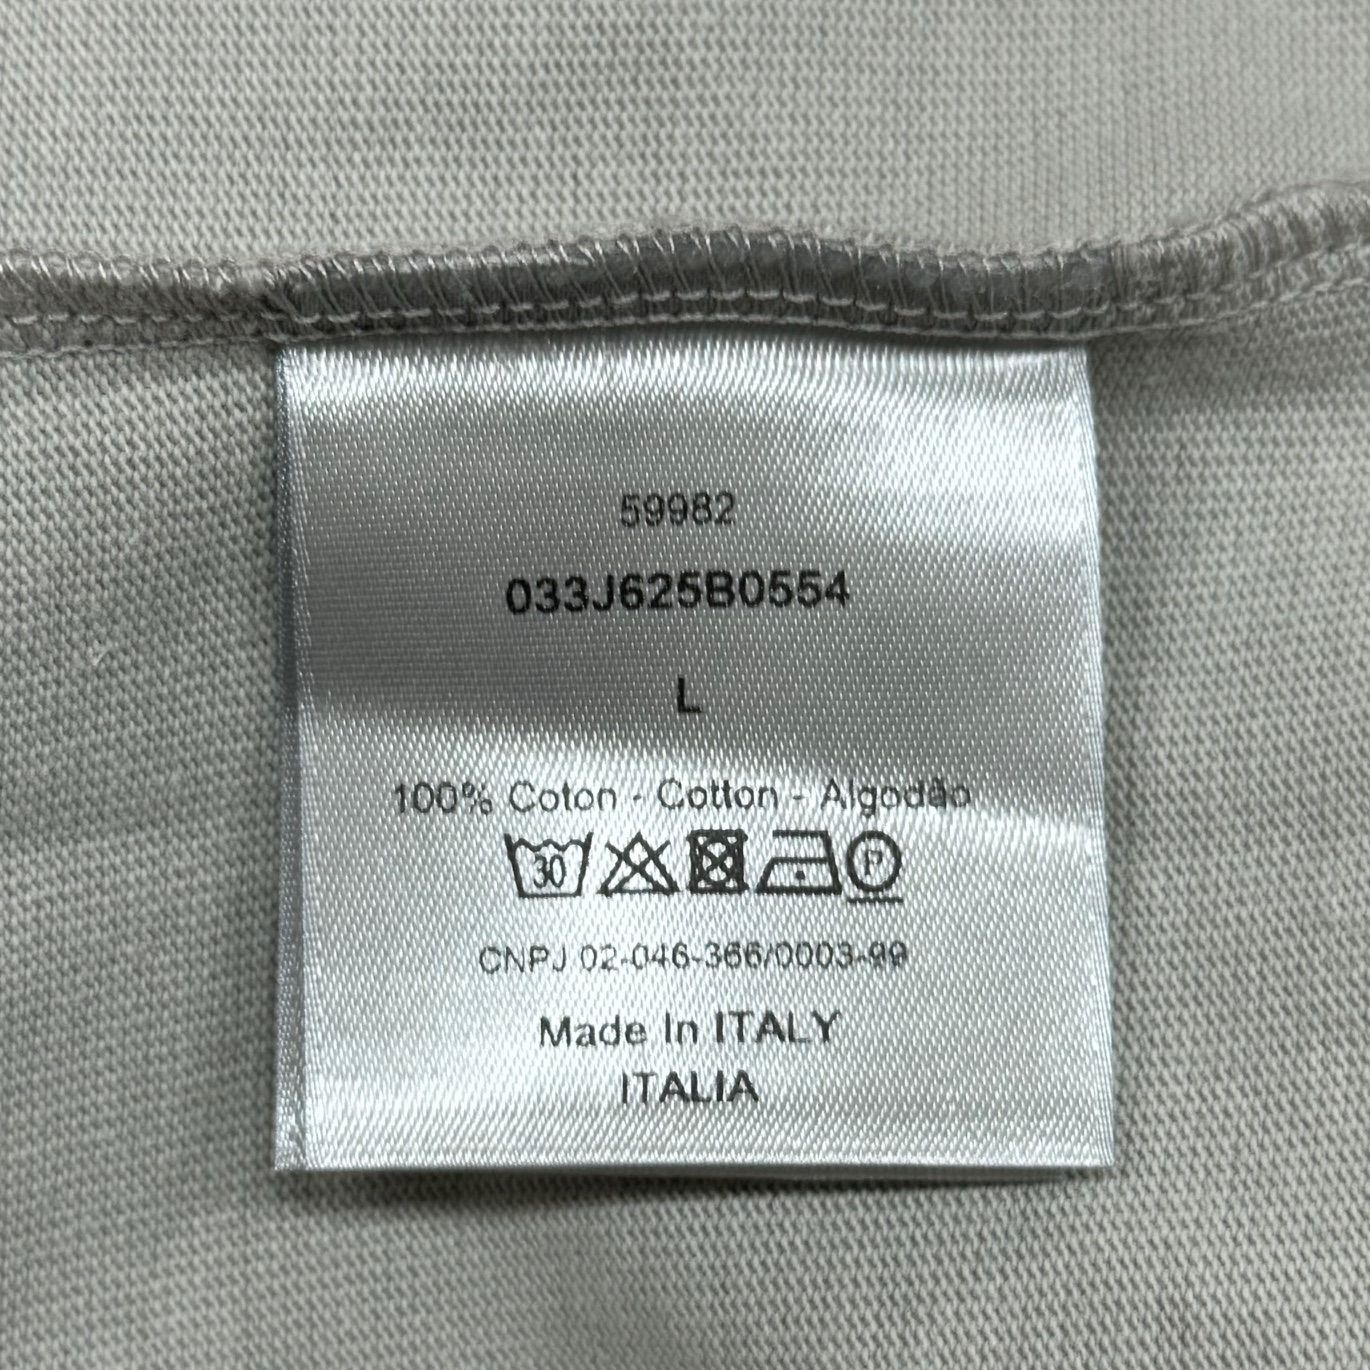 59982
033J625B0554
L
100% Coton - Cotton - Algodão
30 P
CNPJ 02-046-366/0003-99
Made In ITALY
ITALIA